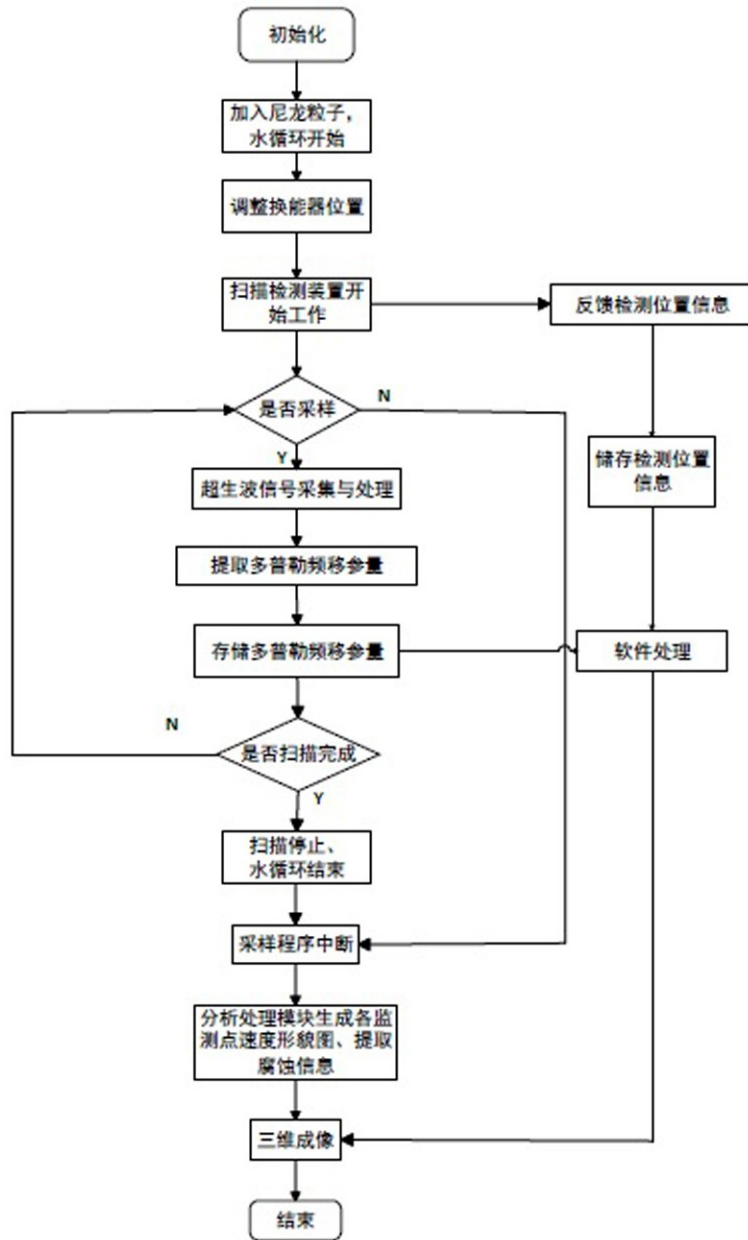 初始化
加入尼龙粒子,
水循环开始
调整换能器位置
扫描检测装置开
始工作
反馈检测位置信息
是否采样
N
Y
储存检测位置
信息
超生波信号采集与处理
提取多普勒频移参量
存储多普勒频移参量
软件处理
N
是否扫描完成
Y
扫描停止、
水循环结束
采样程序中断
分析处理模块生成各监
测点速度形貌图、提取
腐蚀信息
三维成像
结束